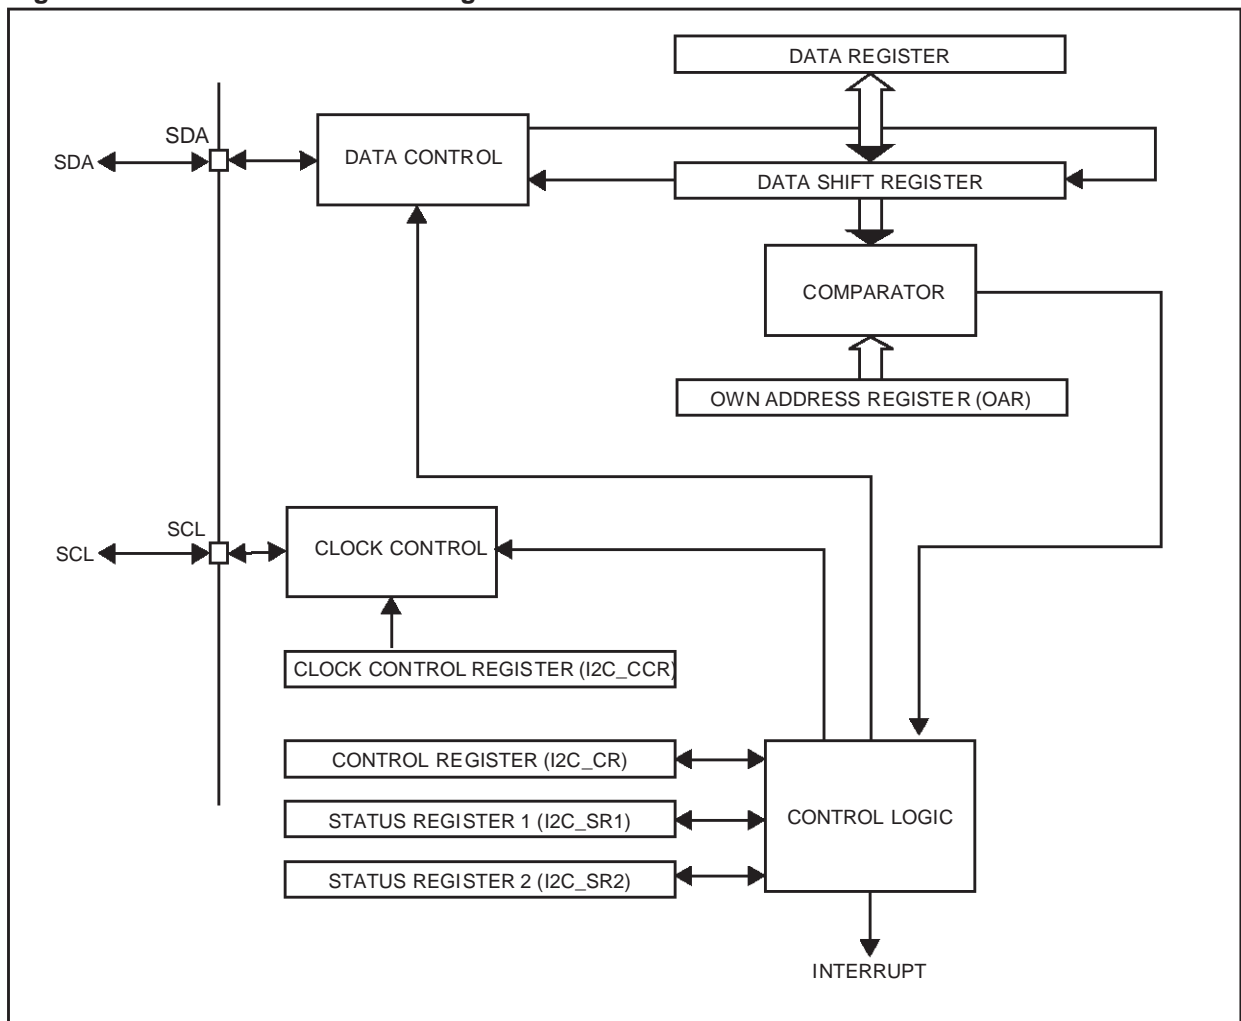 DATA REGISTER
SDA
SDA
DATA CONTROL
DATA SHIFT REGISTER
COMPARATOR
OWN ADDRESS REGISTER (OAR)
SCL
SCL
CLOCK CONTROL
CLOCK CONTROL REGISTER (I2C_CCR)
CONTROL REGISTER (I2C_CR)
STATUS REGISTER 1 (I2C_SR1)
CONTROL LOGIC
STATUS REGISTER 2 (I2C_SR2)
INTERRUPT